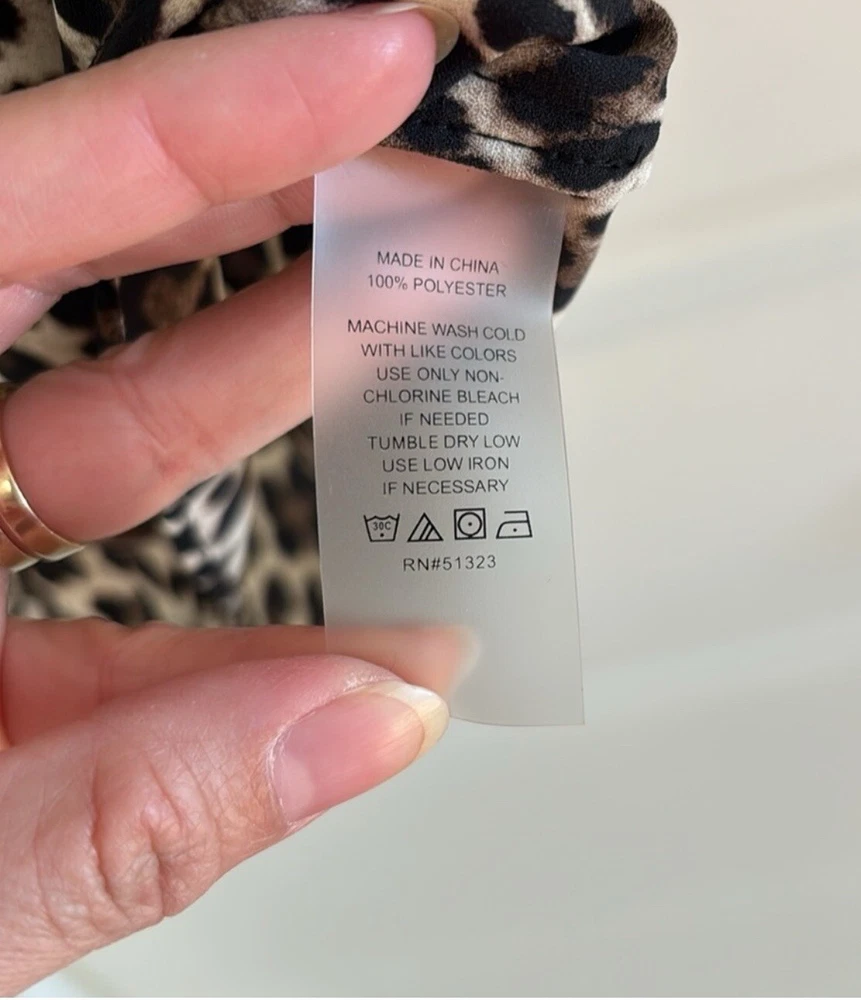 MADE IN CHINA
100% POLYESTER
MACHINE WASH COLD
WITH LIKE COLORS
USE ONLY NON-
CHLORINE BLEACH
IF NEEDED
TUMBLE DRY LOW
USE LOW IRON
IF NECESSARY
30C
RN#51323